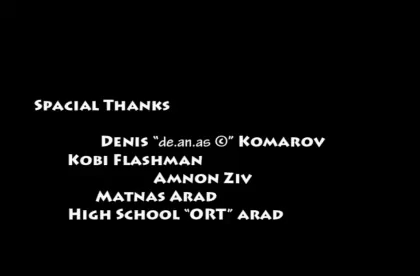 Spacial Thanks
Denis "de.an.as ©" Komarov
Kobi Flashman
Amnon Ziv
Matnas Arad
High School "ORT" arad